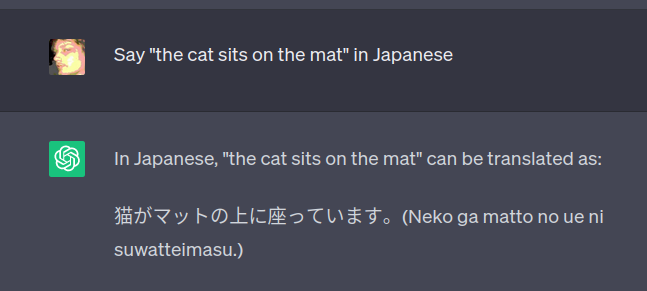 Say "the cat sits on the mat" in Japanese
In Japanese, "the cat sits on the mat" can be translated as:
猫がマットの上に座っています。(Neko ga matto no ue ni
suwatteimasu.)